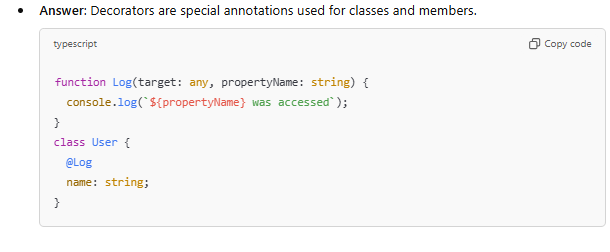 • Answer: Decorators are special annotations used for classes and members.
typescript
Copy code
function Log(target: any, propertyName: string) {
  console.log(`${propertyName} was accessed`);
}
class User {
  @Log
  name: string;
}